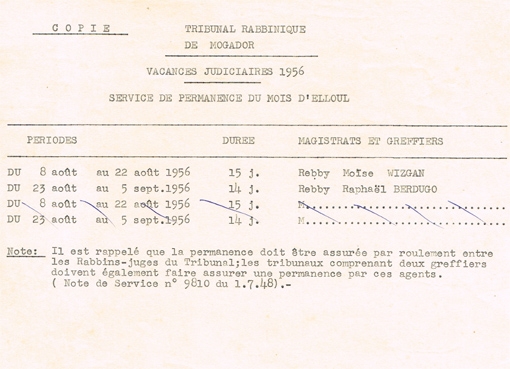 C O P I E
TRIBUNAL RABBINIQUE
DE MOGADOR
VACANCES JUDICIAIRES 1956
SERVICE DE PERMANENCE DU MOIS D'ELLOUL
PERIODES DUREE MAGISTRATS ET GREFFIERS
DU 8 août au 22 août 1956 15 j. Rebby Moïse WIZGAN
DU 23 août au 5 sept.1956 14 j. Rebby Raphaël BERDUGO
DU 8 août au 22 août 1956 15 j. M..............................
DU 23 août au 5 sept.1956 14 j. M..............................
Note: Il est rappelé que la permanence doit être assurée par roulement entre
les Rabbins-juges du Tribunal;les tribunaux comprenant deux greffiers
doivent également faire assurer une permanence par ces agents.
( Note de Service n° 9810 du 1.7.48).-